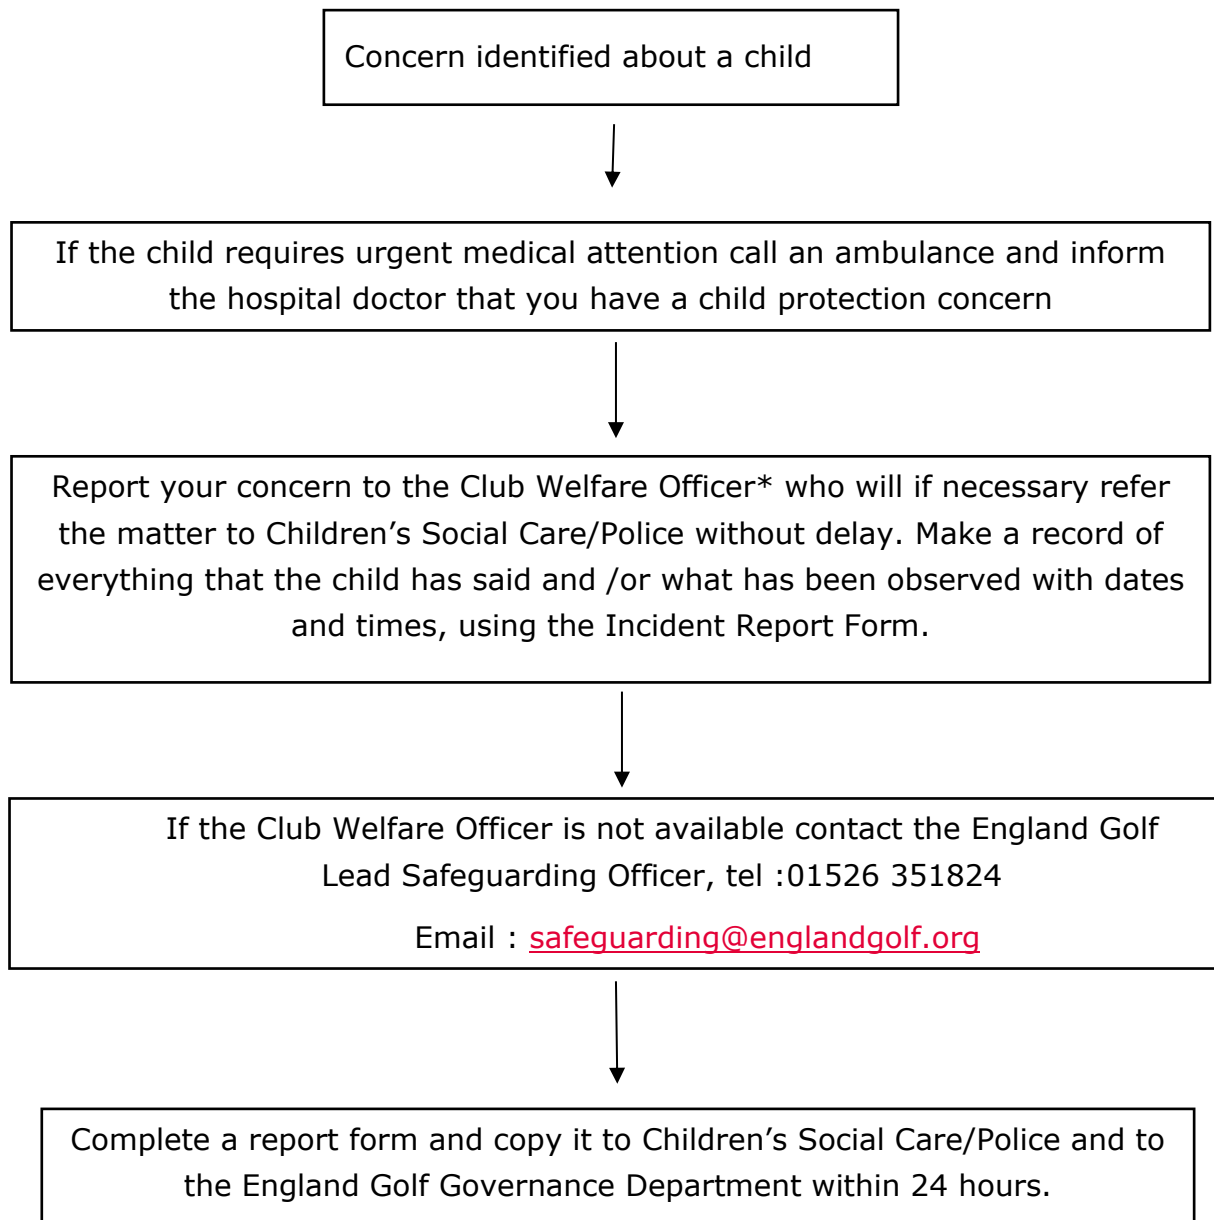 Concern identified about a child
If the child requires urgent medical attention call an ambulance and inform
the hospital doctor that you have a child protection concern
Report your concern to the Club Welfare Officer* who will if necessary refer
the matter to Children’s Social Care/Police without delay. Make a record of
everything that the child has said and /or what has been observed with dates
and times, using the Incident Report Form.
If the Club Welfare Officer is not available contact the England Golf
Lead Safeguarding Officer, tel :01526 351824
Email : safeguarding@englandgolf.org
Complete a report form and copy it to Children’s Social Care/Police and to
the England Golf Governance Department within 24 hours.